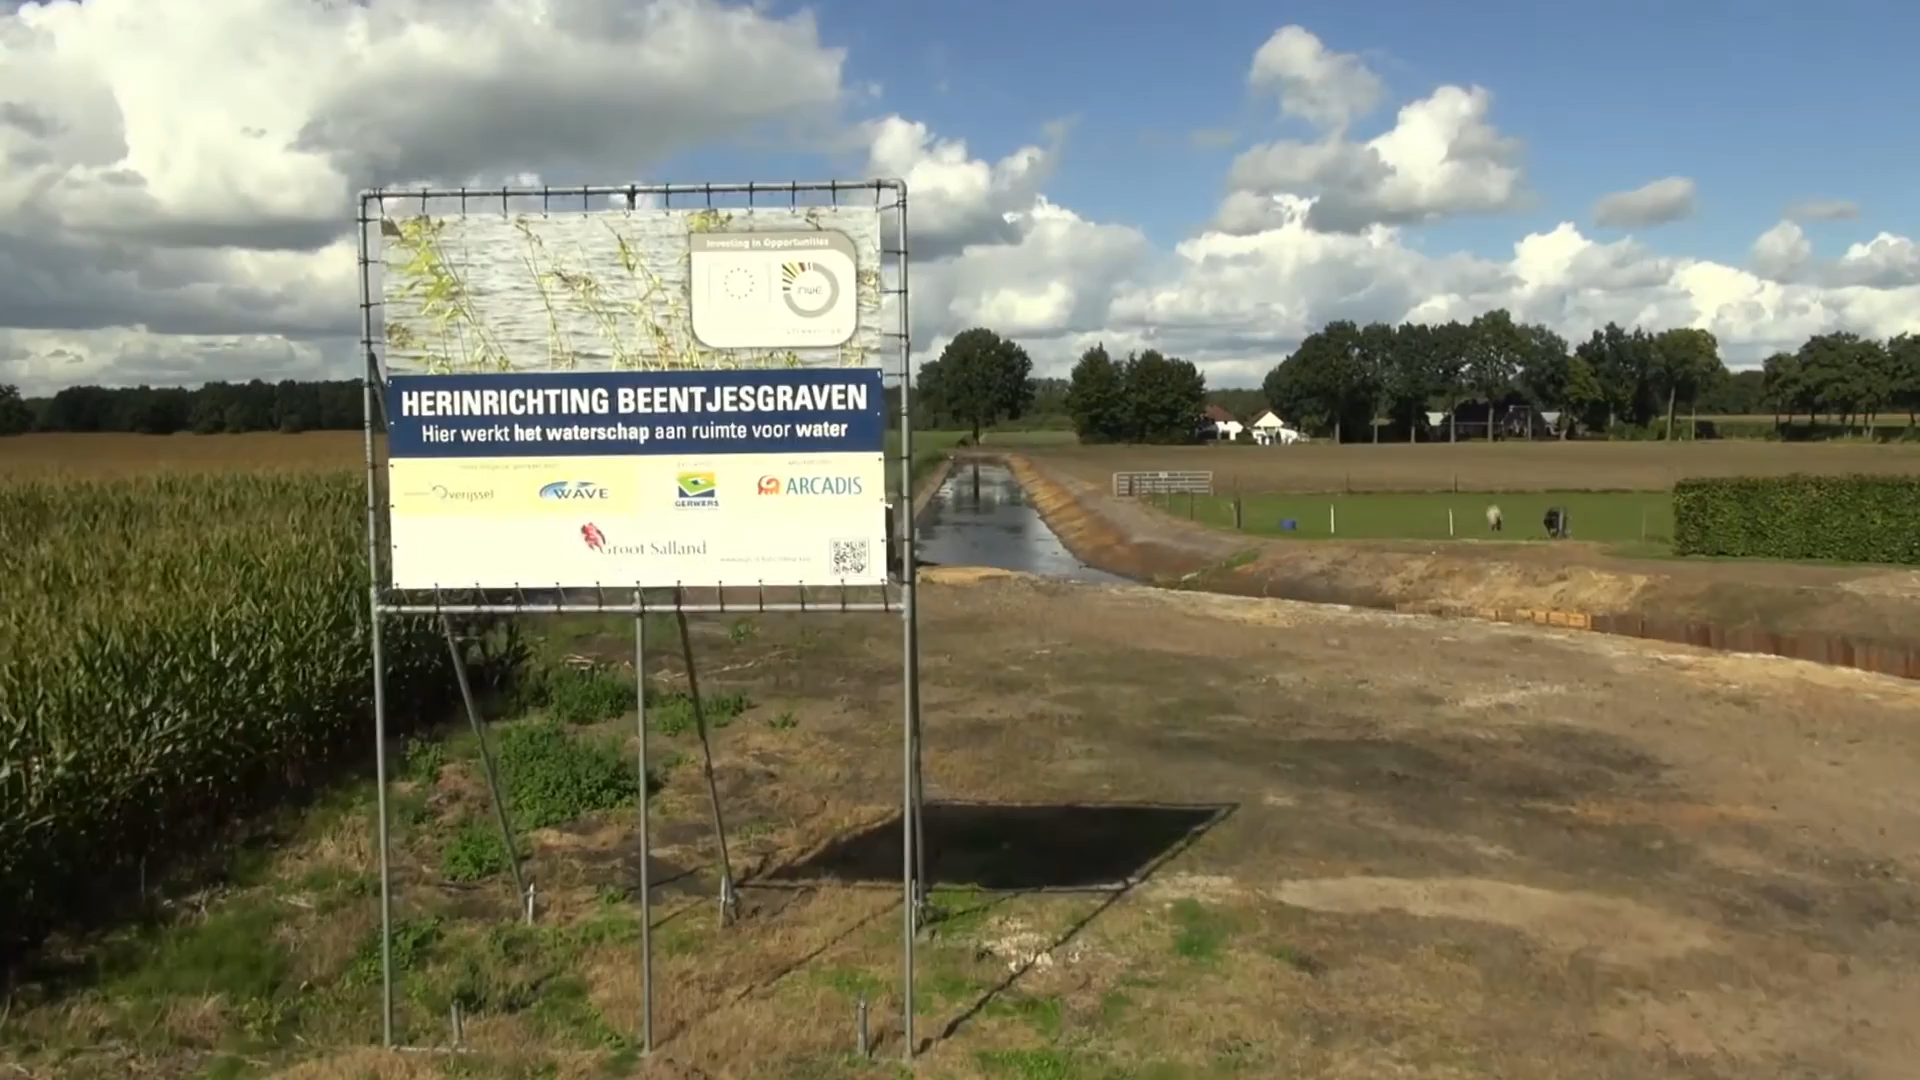 Investing in Opportunities
nwe
HERINRICHTING BEENTJESGRAVEN
Hier werkt het waterschap aan ruimte voor water
Overijssel
WAVE
GERWERS
ARCADIS
Groot Salland